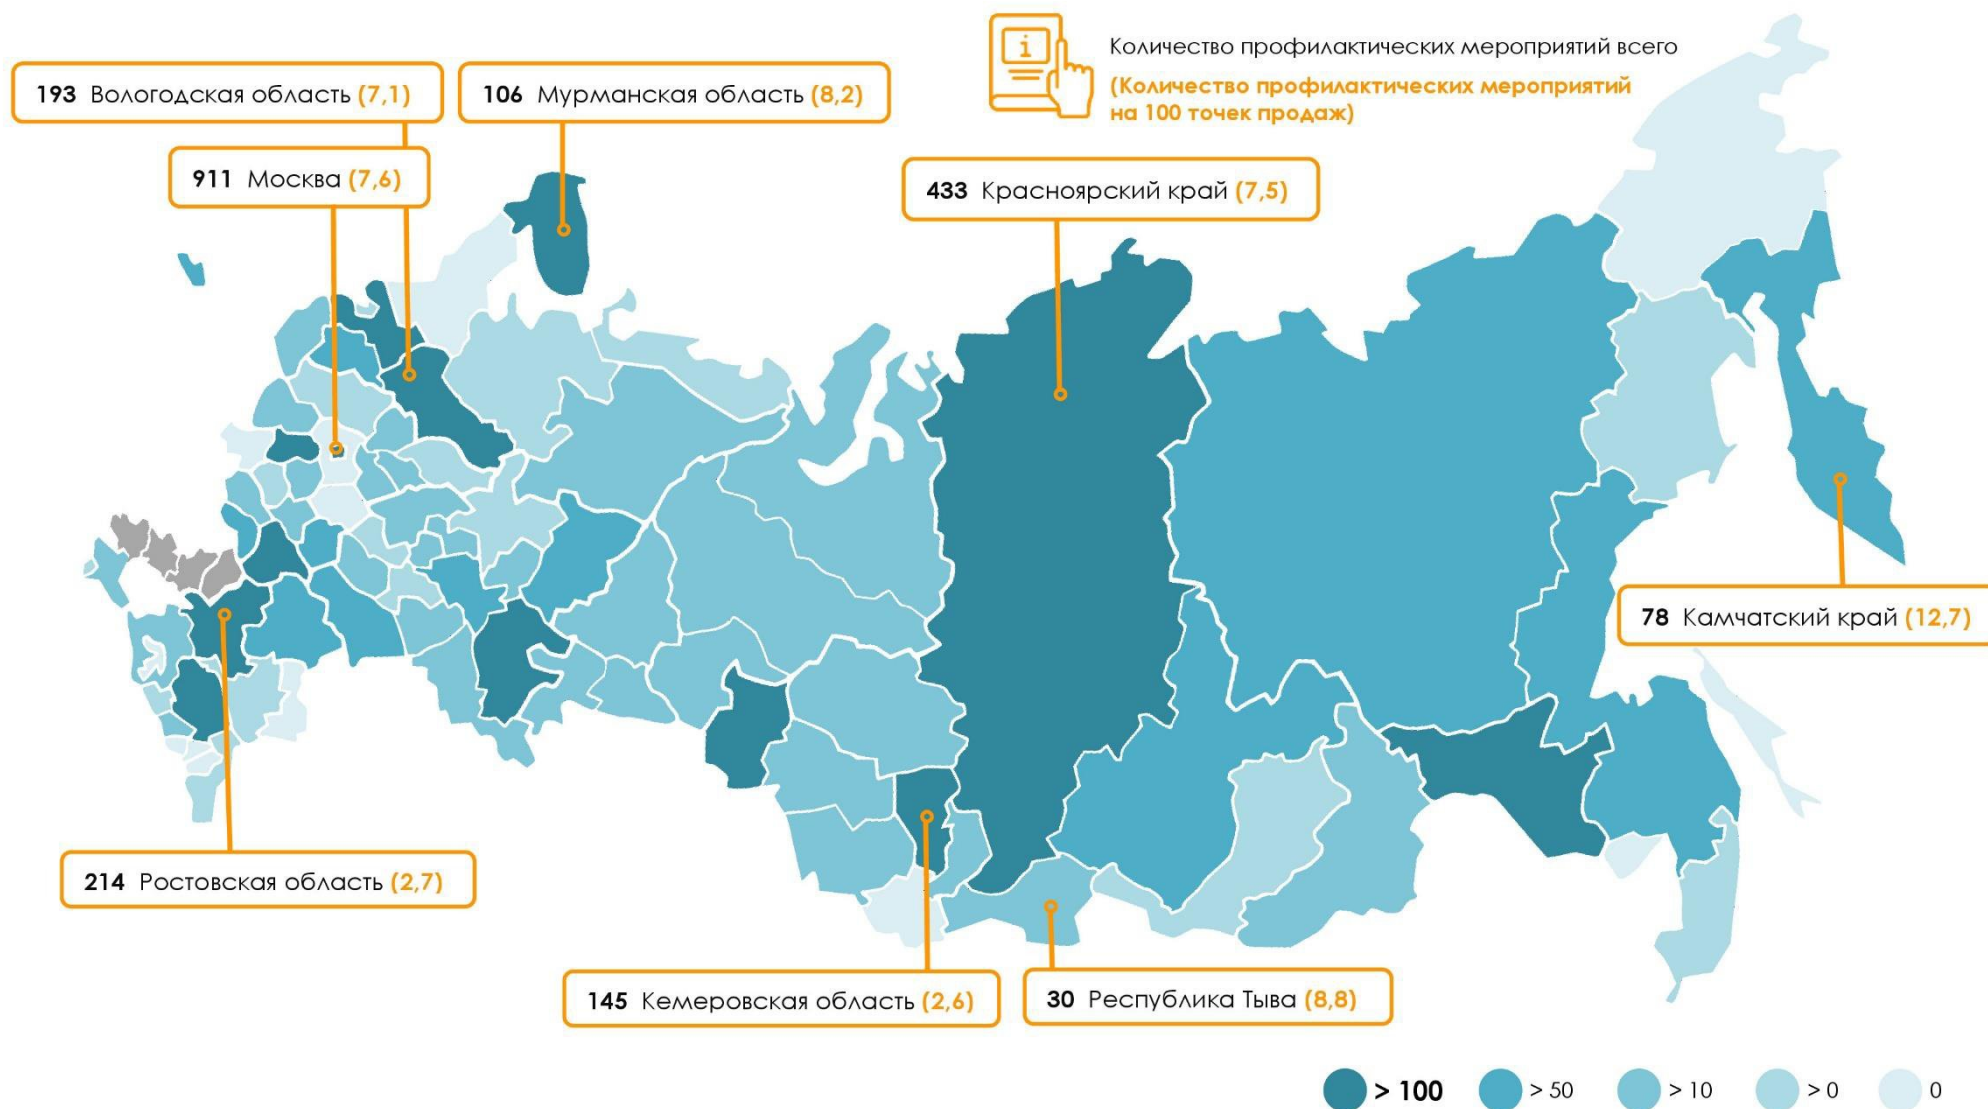 Количество профилактических мероприятий всего
(Количество профилактических мероприятий
на 100 точек продаж)
193 Вологодская область (7,1)
106 Мурманская область (8,2)
911 Москва (7,6)
433 Красноярский край (7,5)
78 Камчатский край (12,7)
214 Ростовская область (2,7)
145 Кемеровская область (2,6)
30 Республика Тыва (8,8)
> 100
> 50
> 10
> 0
0